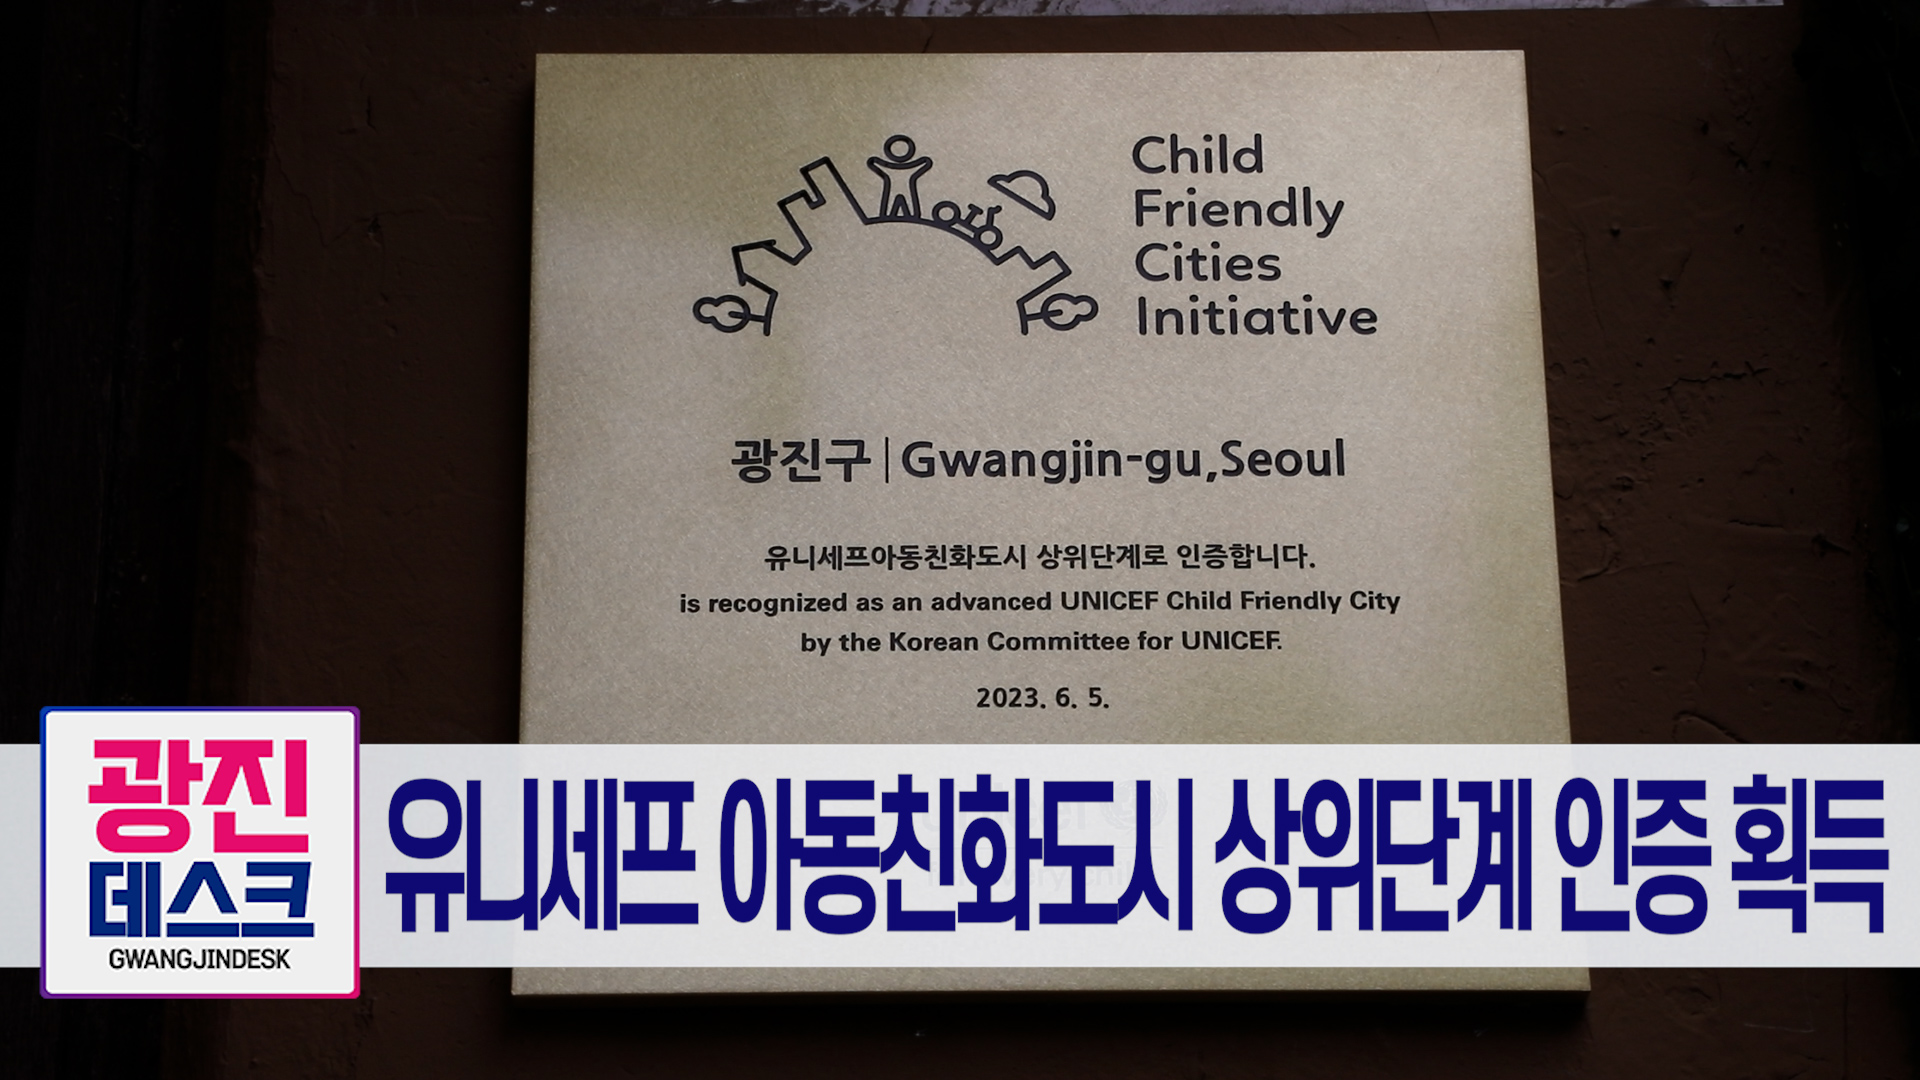 Child
Friendly
Cities
Initiative
광진구|Gwangjin-gu,Seoul
유니세프아동친화도시 상위단계로 인증합니다.
is recognized as an advanced UNICEF Child Friendly City
by the Korean Committee for UNICEF.
2023. 6. 5.
광진
데스크
GWANGJINDESK
유니세프 아동친화도시 상위단계 인증 획득